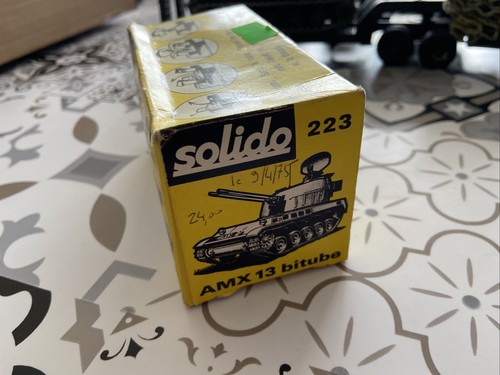 solido
223
le 9/4/75
24,00
AMX 13 bitube